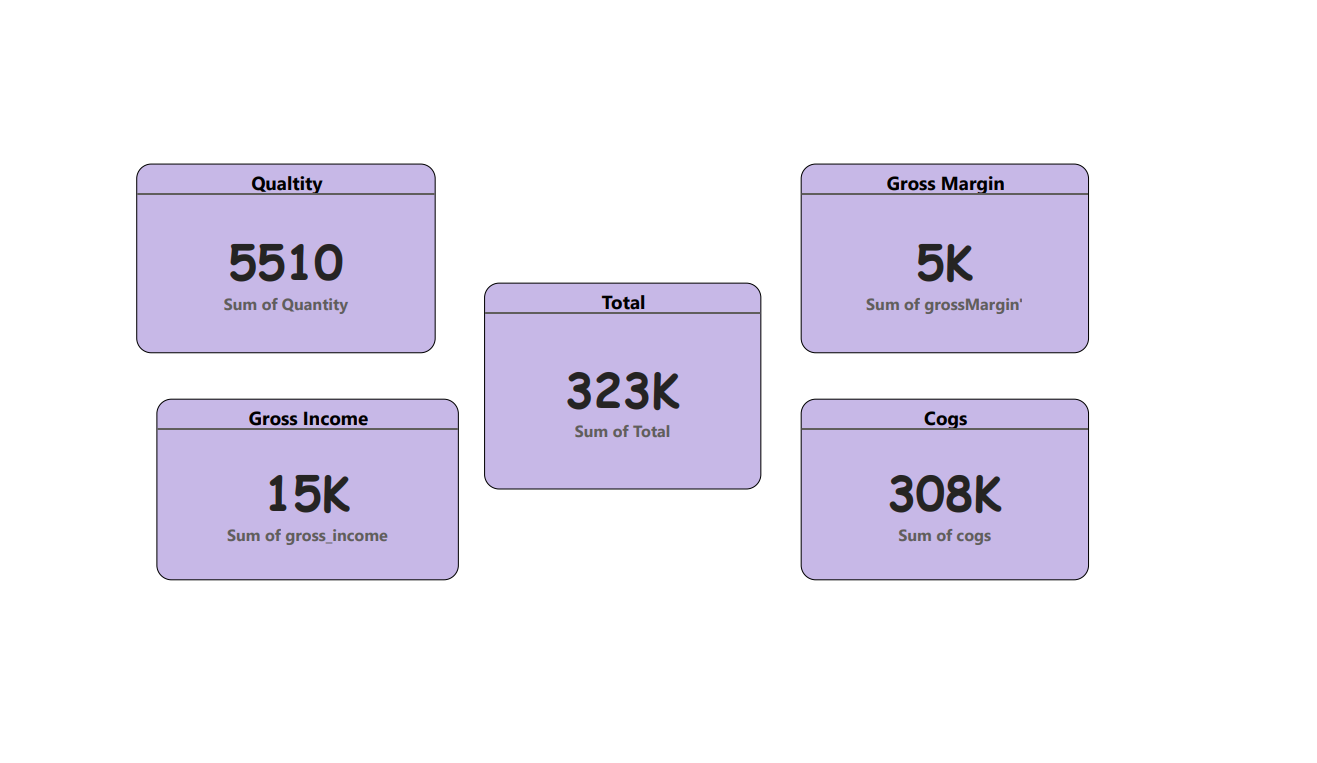 Qualtity
5510
Sum of Quantity
Gross Margin
5K
Sum of grossMargin'
Total
323K
Sum of Total
Gross Income
15K
Sum of gross_income
Cogs
308K
Sum of cogs